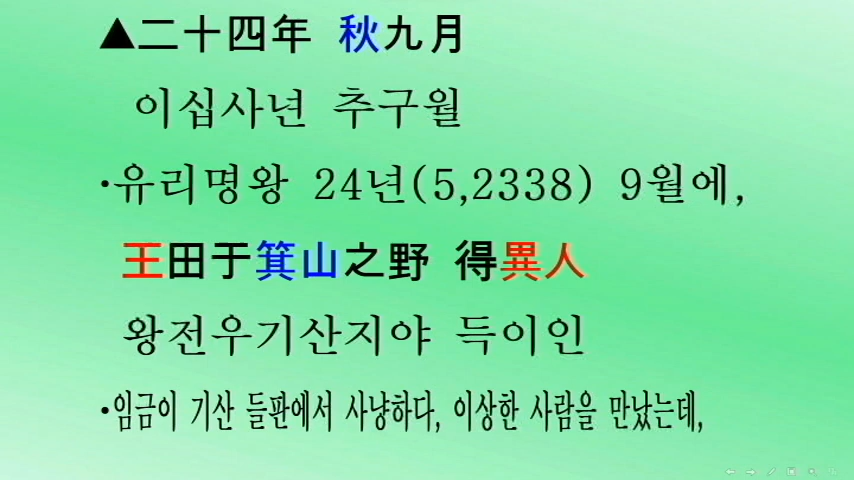 ▲二十四年 秋九月
이십사년 추구월
·유리명왕 24년(5,2338) 9월에,
王田于箕山之野 得異人
왕전우기산지야 득이인
·임금이 기산 들판에서 사냥하다, 이상한 사람을 만났는데,